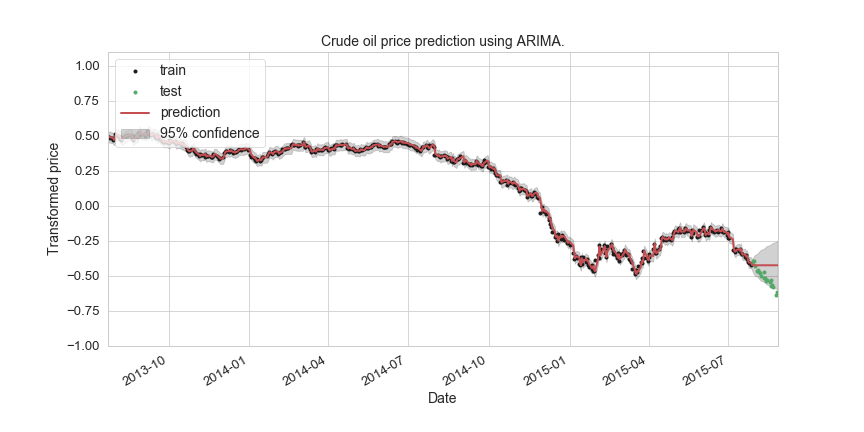 Crude oil price prediction using ARIMA.
1.00
0.75
0.50
0.25
0.00
−0.25
−0.50
−0.75
−1.00
Transformed price
train
test
prediction
95% confidence
2013-10
2014-01
2014-04
2014-07
2014-10
2015-01
2015-04
2015-07
Date